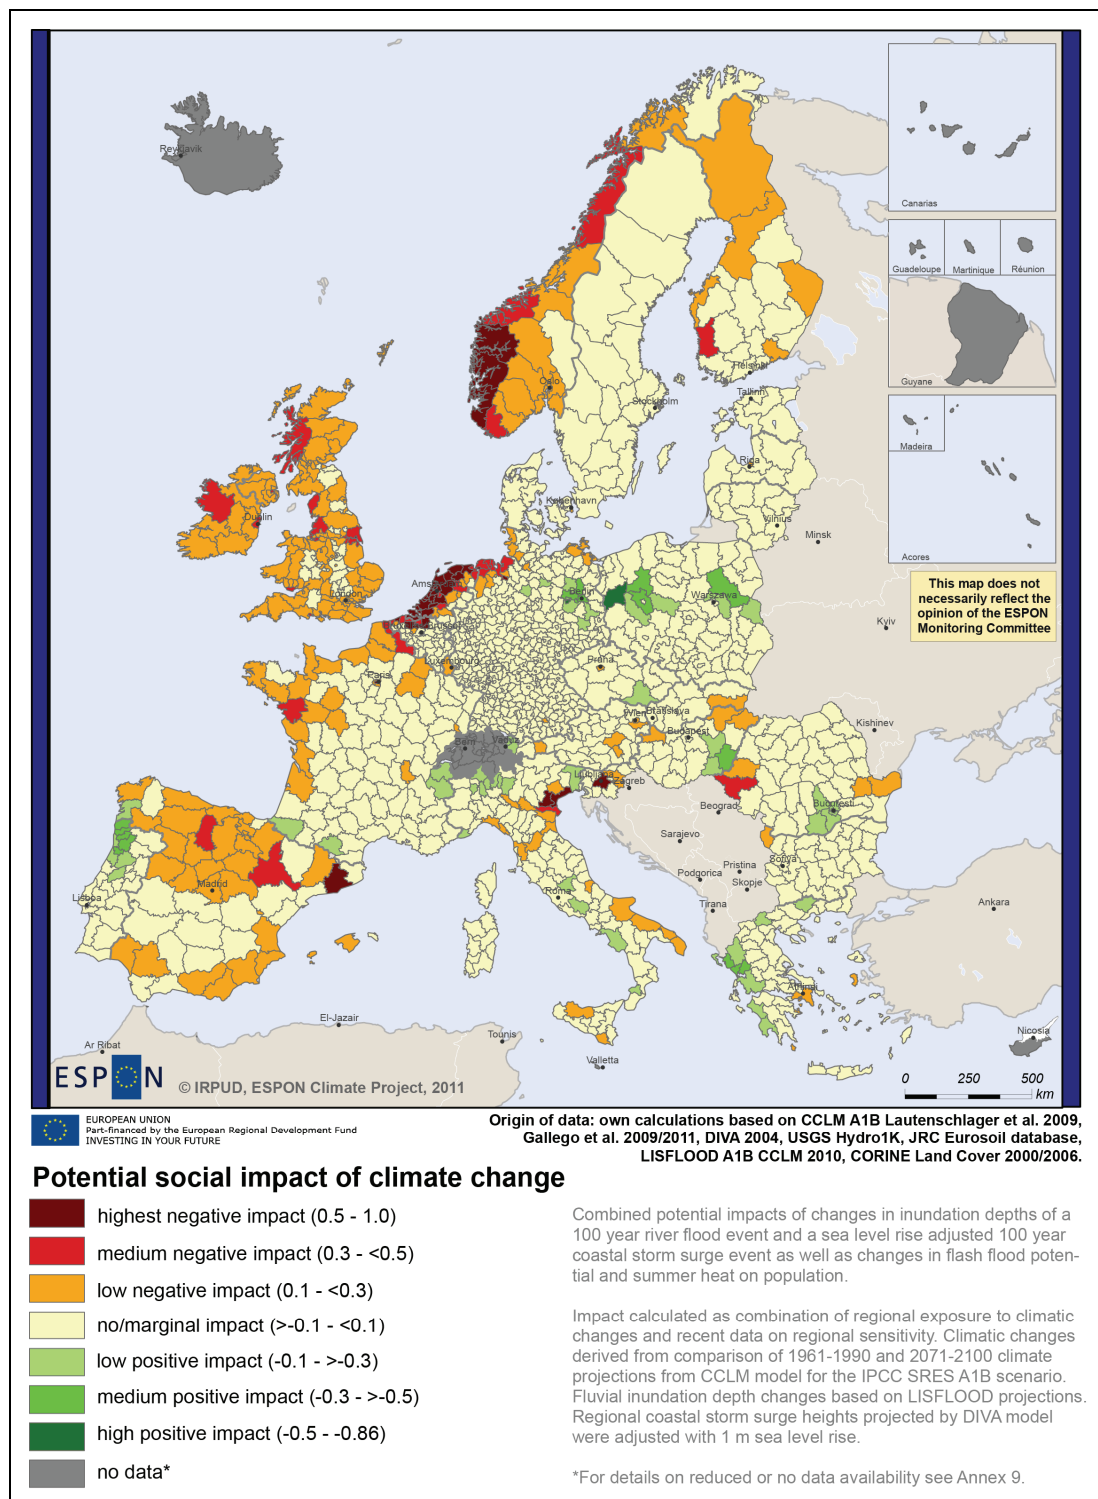 Reykjavik
Canarias
Guadeloupe
Martinique
Réunion
Guyane
Madeira
Acores
This map does not
necessarily reflect the
opinion of the ESPON
Monitoring Committee
Oslo
Helsinki
Tallinn
Stockholm
Riga
København
Vilnius
Minsk
Dublin
London
Berlin
Warszawa
Kyiv
Luxembourg
Paris
Praha
Wien
Bratislava
Budapest
Kishinev
Bern
Vaduz
Ljubljana
Zagreb
Beograd
Bucuresti
Sarajevo
Sofiya
Pristina
Podgorica
Skopje
Tirana
Ankara
Roma
Madrid
Lisboa
Athinai
Nicosia
El-Jazair
Tounis
Ar Ribat
Valletta
ESPON
© IRPUD, ESPON Climate Project, 2011
0 250 500
km
EUROPEAN UNION
Part-financed by the European Regional Development Fund
INVESTING IN YOUR FUTURE
Origin of data: own calculations based on CCLM A1B Lautenschlager et al. 2009,
Gallego et al. 2009/2011, DIVA 2004, USGS Hydro1K, JRC Eurosoil database,
LISFLOOD A1B CCLM 2010, CORINE Land Cover 2000/2006.
Potential social impact of climate change
highest negative impact (0.5 - 1.0)
medium negative impact (0.3 - <0.5)
low negative impact (0.1 - <0.3)
no/marginal impact (>-0.1 - <0.1)
low positive impact (-0.1 - >-0.3)
medium positive impact (-0.3 - >-0.5)
high positive impact (-0.5 - -0.86)
no data*
Combined potential impacts of changes in inundation depths of a
100 year river flood event and a sea level rise adjusted 100 year
coastal storm surge event as well as changes in flash flood poten-
tial and summer heat on population.
Impact calculated as combination of regional exposure to climatic
changes and recent data on regional sensitivity. Climatic changes
derived from comparison of 1961-1990 and 2071-2100 climate
projections from CCLM model for the IPCC SRES A1B scenario.
Fluvial inundation depth changes based on LISFLOOD projections.
Regional coastal storm surge heights projected by DIVA model
were adjusted with 1 m sea level rise.
*For details on reduced or no data availability see Annex 9.